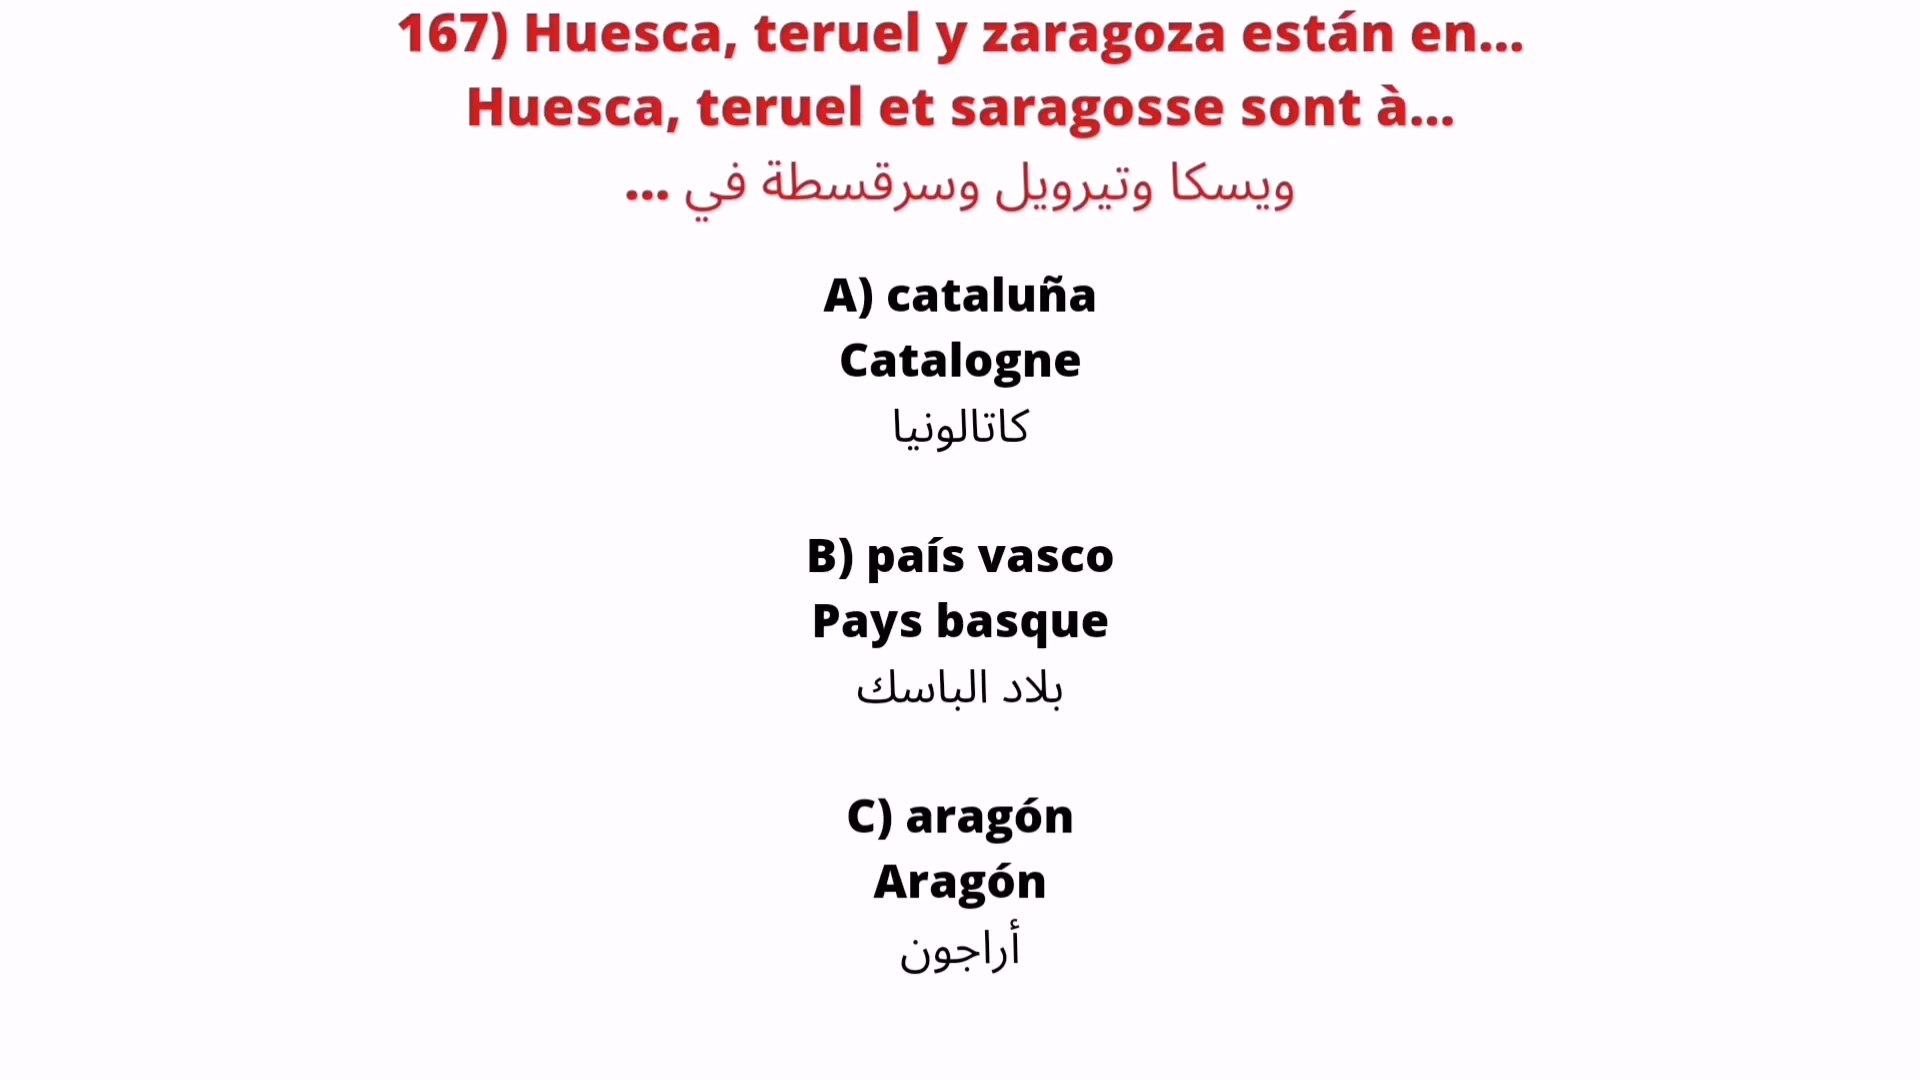 167) Huesca, teruel y zaragoza están en...
Huesca, teruel et saragosse sont à...
ويسكا وتيرويل وسرقسطة في ...
A) cataluña
Catalogne
كاتالونيا
B) país vasco
Pays basque
بلاد الباسك
C) aragón
Aragón
أراجون